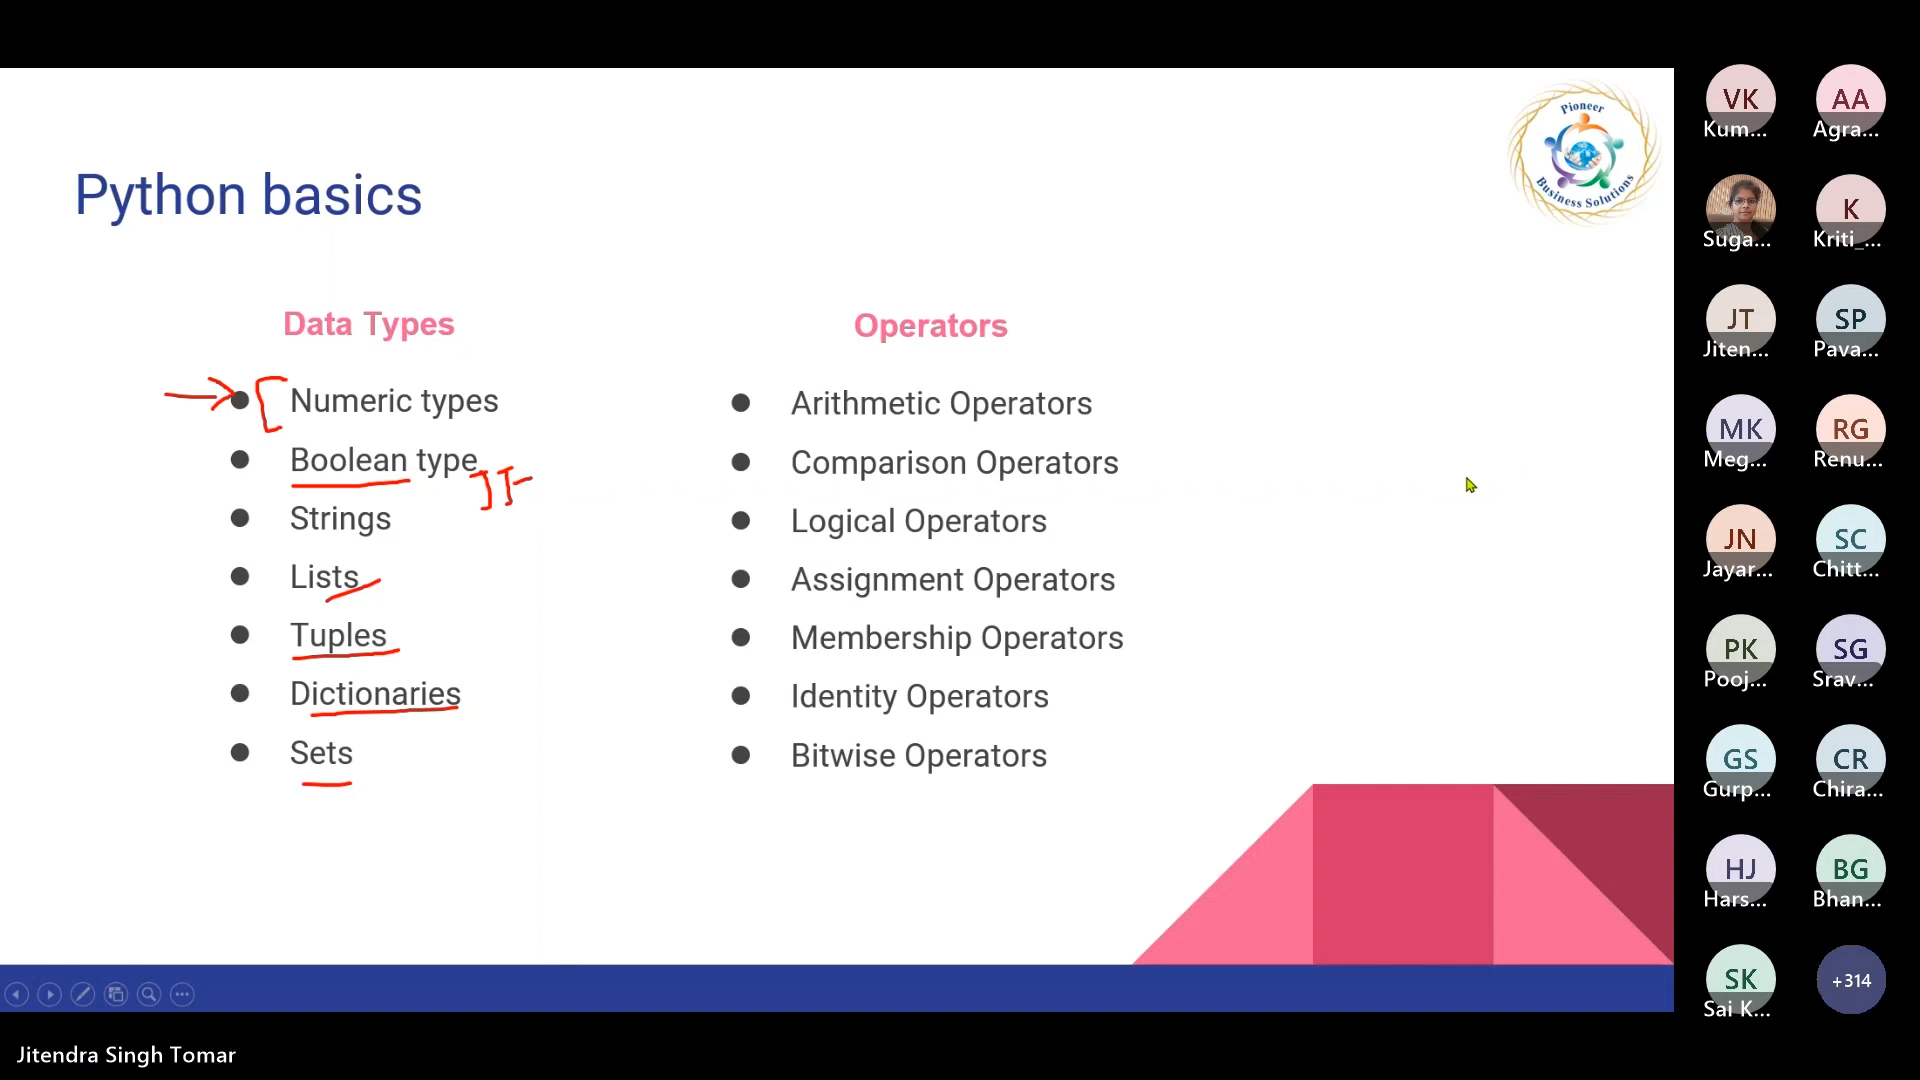 Pioneer
Business Solutions
Python basics
Data Types
Numeric types
Boolean type
Strings
Lists
Tuples
Dictionaries
Sets
Operators
Arithmetic Operators
Comparison Operators
Logical Operators
Assignment Operators
Membership Operators
Identity Operators
Bitwise Operators
VK
Kum...
AA
Agra...
Suga...
K
Kriti_...
JT
Jiten...
SP
Pava...
MK
Meg...
RG
Renu...
JN
Jayar...
SC
Chitt...
PK
Pooj...
SG
Srav...
GS
Gurp...
CR
Chira...
HJ
Hars...
BG
Bhan...
SK
Sai K...
+314
Jitendra Singh Tomar